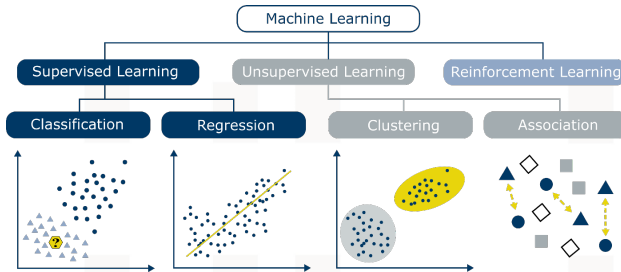 Machine Learning
Supervised Learning
Unsupervised Learning
Reinforcement Learning
Classification
Regression
Clustering
Association
?